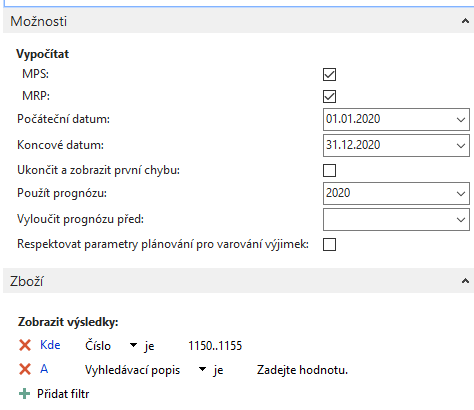 Možnosti
Vypočítat
MPS:
MRP:
Počáteční datum: 01.01.2020
Koncové datum: 31.12.2020
Ukončit a zobrazit první chybu:
Použít prognózu: 2020
Vyloučit prognózu před:
Respektovat parametry plánování pro varování výjimek:
Zboží
Zobrazit výsledky:
Kde Číslo je 1150..1155
A Vyhledávací popis je Zadejte hodnotu.
Přidat filtr